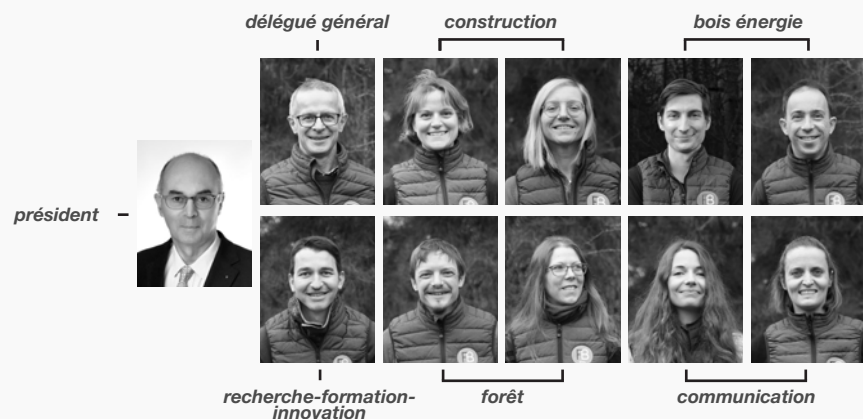 délégué général
construction
bois énergie
président
recherche-formation-
innovation
forêt
communication